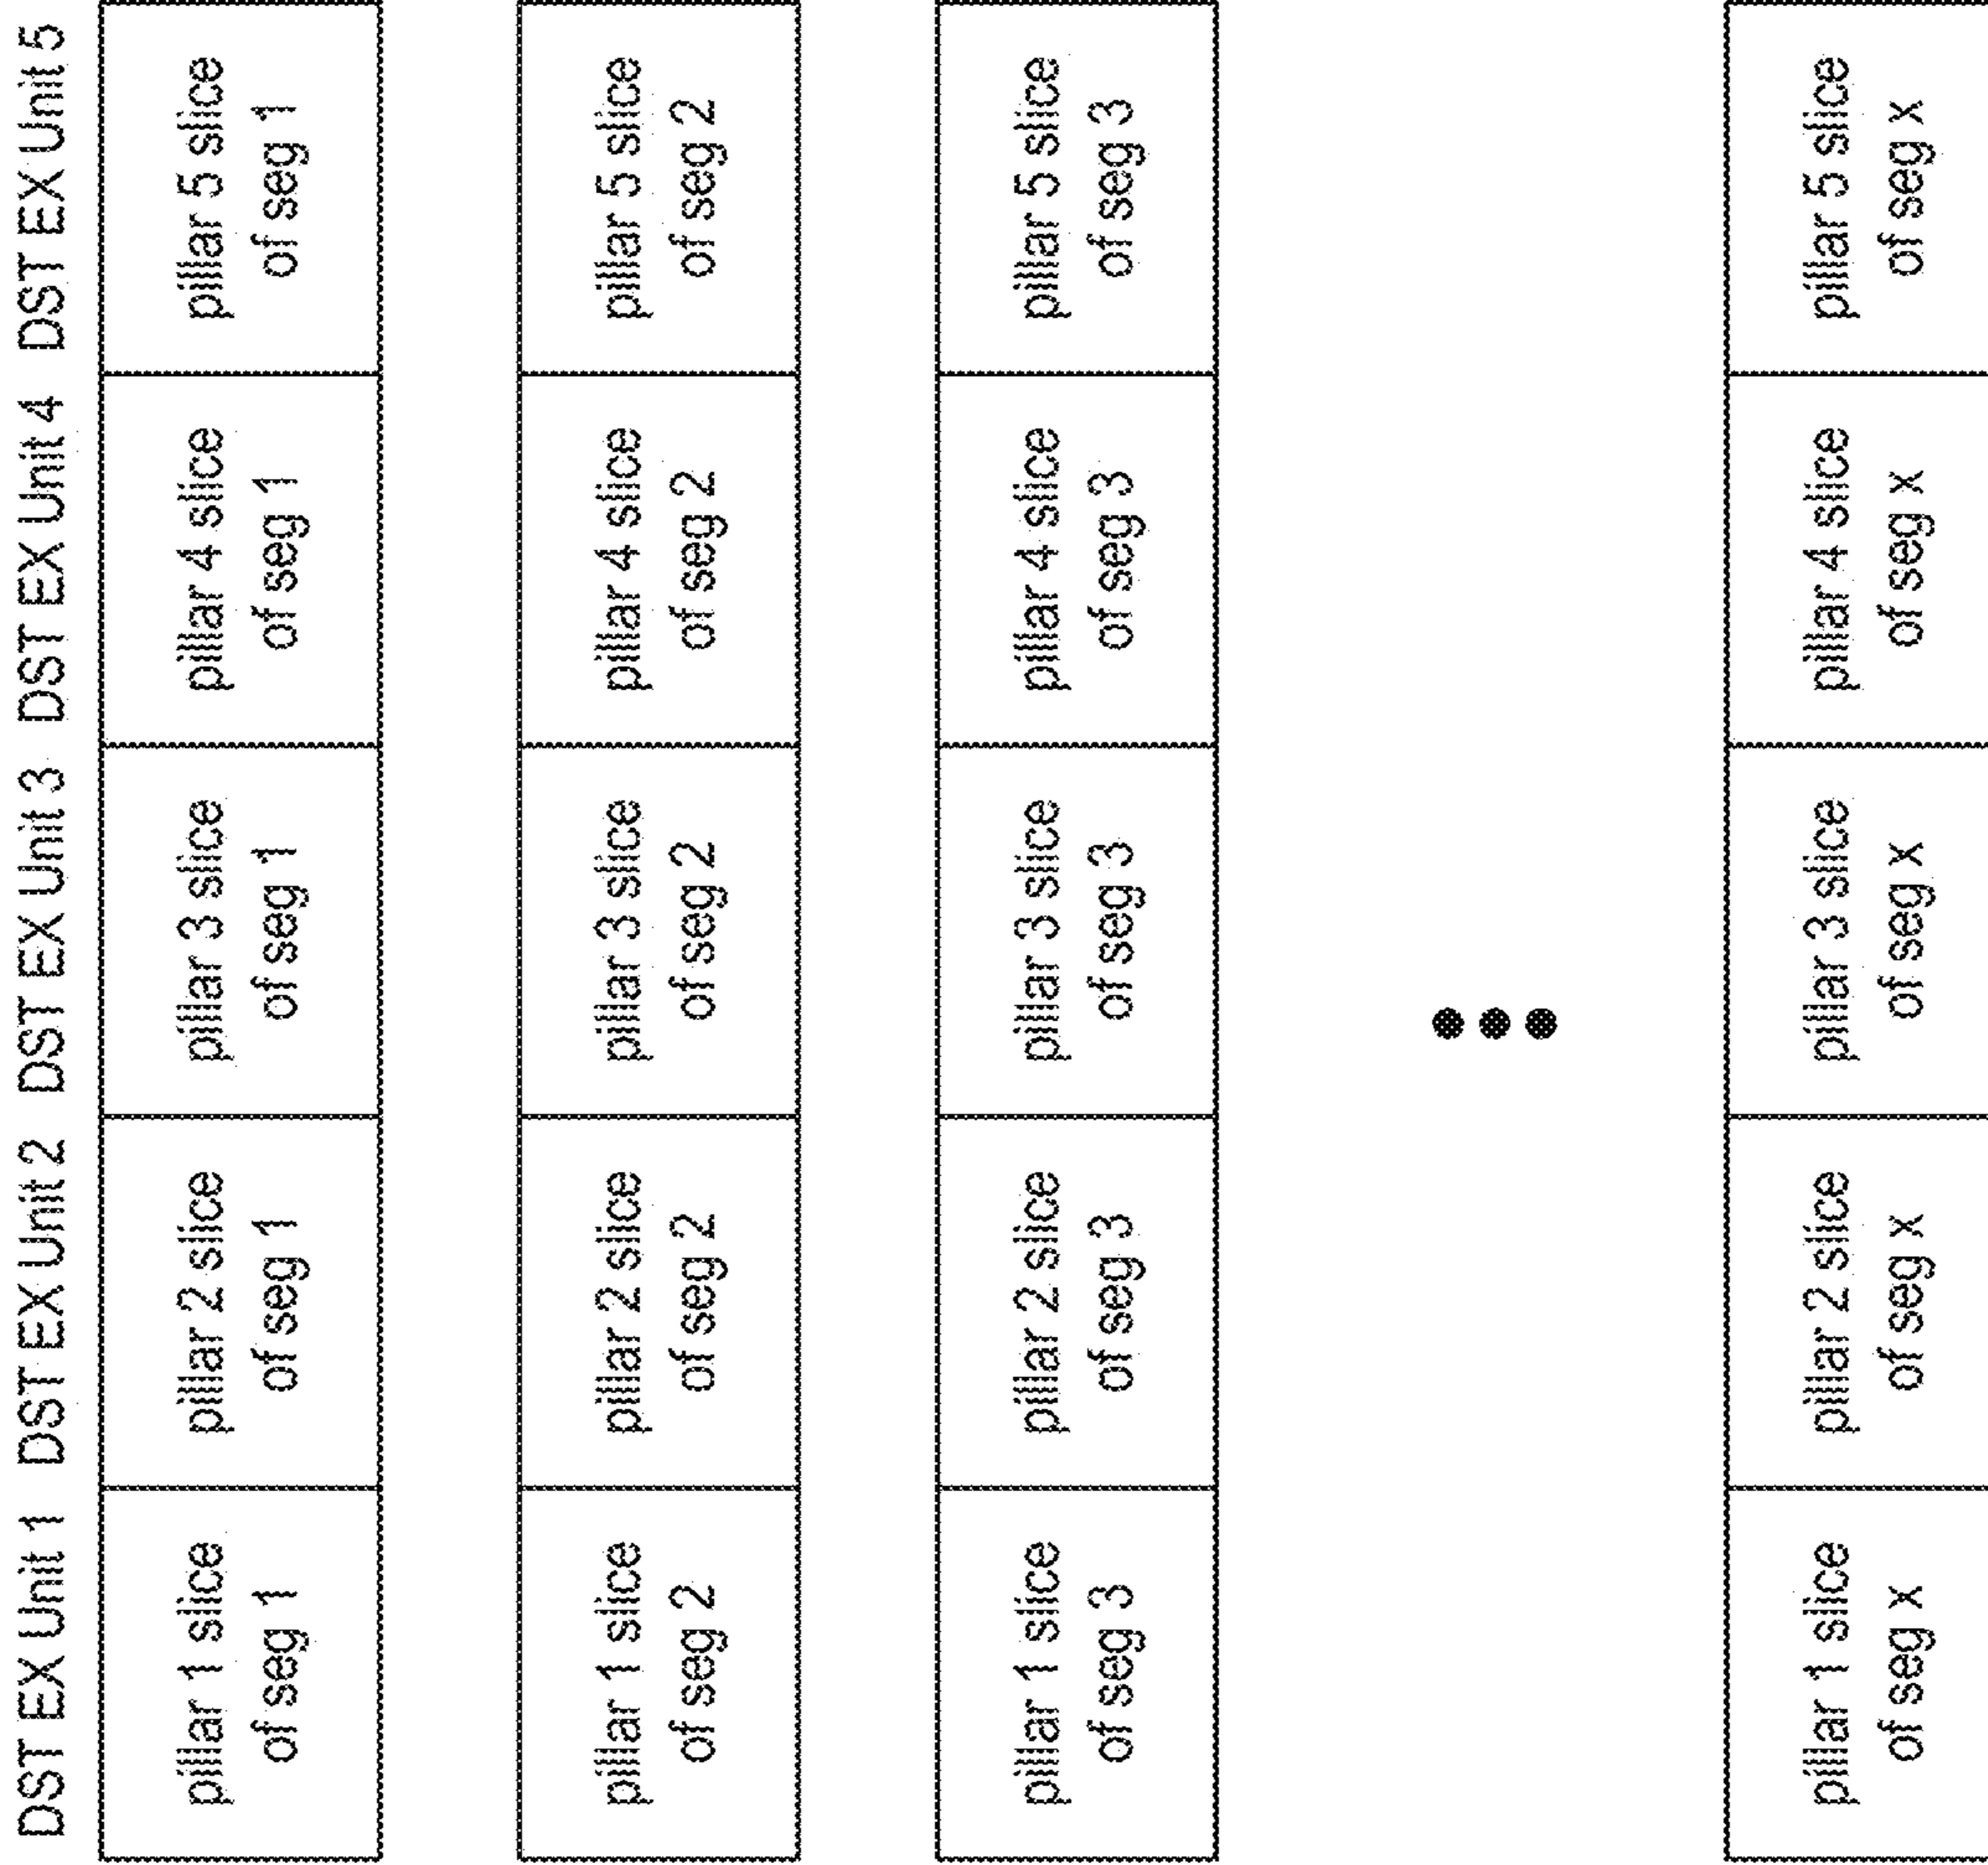 DST EX Unit 1 DST EX Unit 2 DST EX Unit 3 DST EX Unit 4 DST EX Unit 5
pillar 1 slice
of seg 1
pillar 2 slice
of seg 1
pillar 3 slice
of seg 1
pillar 4 slice
of seg 1
pillar 5 slice
of seg 1
pillar 1 slice
of seg 2
pillar 2 slice
of seg 2
pillar 3 slice
of seg 2
pillar 4 slice
of seg 2
pillar 5 slice
of seg 2
pillar 1 slice
of seg 3
pillar 2 slice
of seg 3
pillar 3 slice
of seg 3
pillar 4 slice
of seg 3
pillar 5 slice
of seg 3
pillar 1 slice
of seg x
pillar 2 slice
of seg x
pillar 3 slice
of seg x
pillar 4 slice
of seg x
pillar 5 slice
of seg x